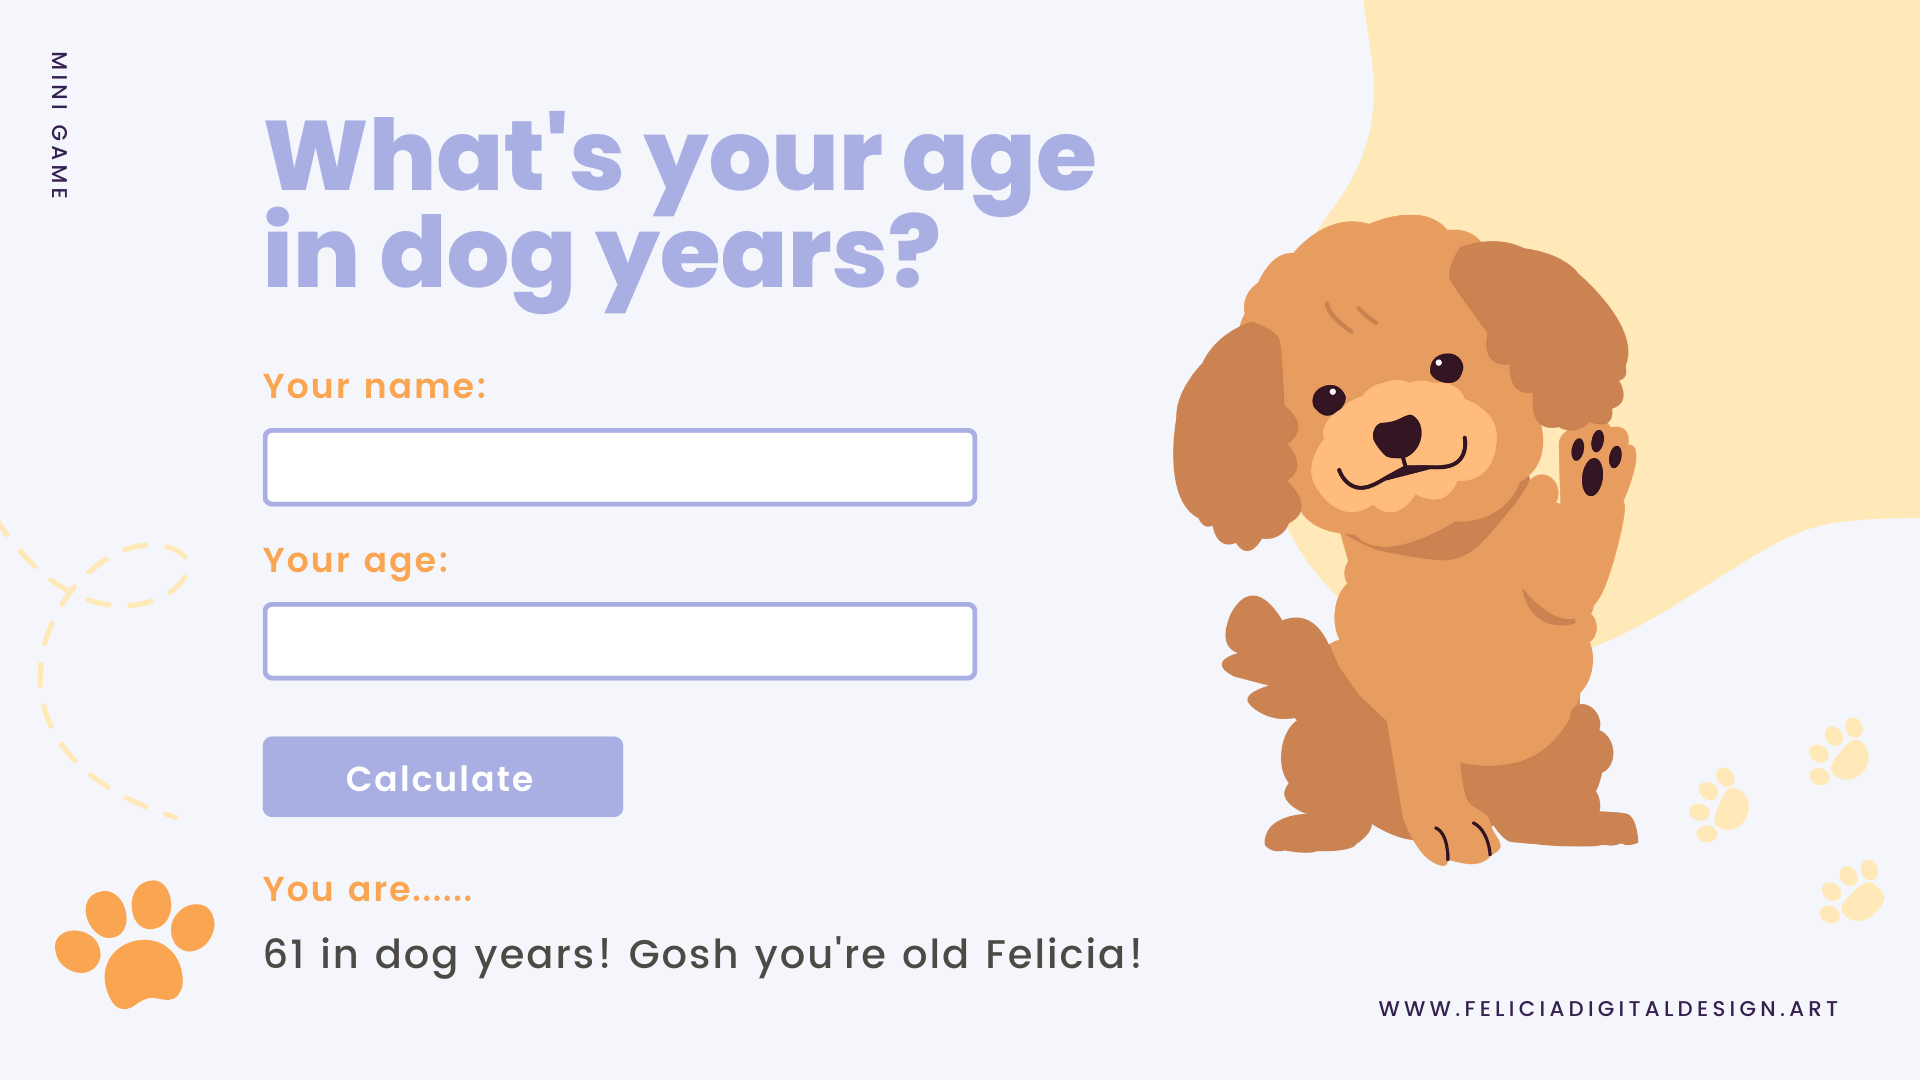 MINI GAME
What's your age
in dog years?
Your name:
Your age:
Calculate
You are......
61 in dog years! Gosh you're old Felicia!
WWW.FELICIADIGITALDESIGN.ART